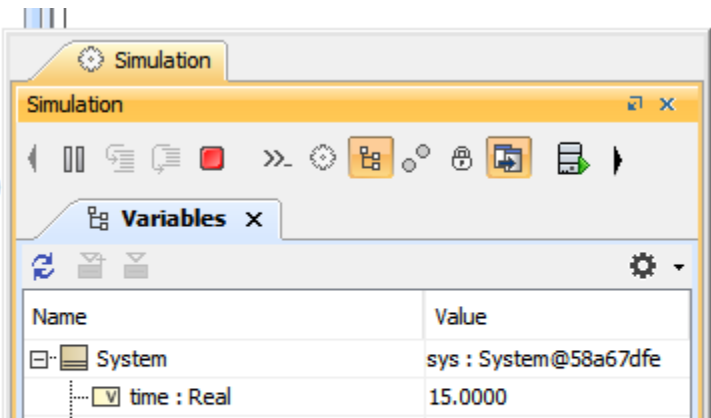 Simulation
Simulation
Variables
Name Value
System sys : System@58a67dfe
V time : Real 15.0000